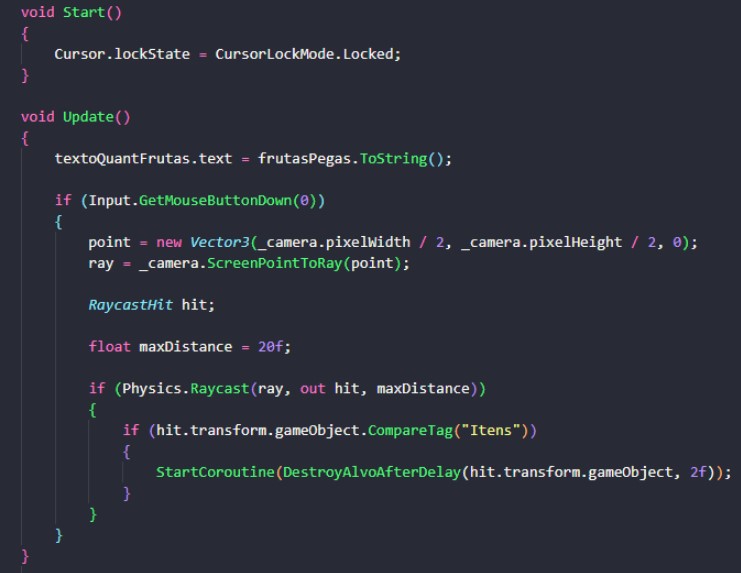 void Start()
{
Cursor.lockState = CursorLockMode.Locked;
}
void Update()
{
textoQuantFrutas.text = frutasPegas.ToString();
if (Input.GetMouseButtonDown(0))
{
point = new Vector3(_camera.pixelWidth / 2, _camera.pixelHeight / 2, 0);
ray = _camera.ScreenPointToRay(point);
RaycastHit hit;
float maxDistance = 20f;
if (Physics.Raycast(ray, out hit, maxDistance))
{
if (hit.transform.gameObject.CompareTag("Itens"))
{
StartCoroutine(DestroyAlvoAfterDelay(hit.transform.gameObject, 2f));
}
}
}
}